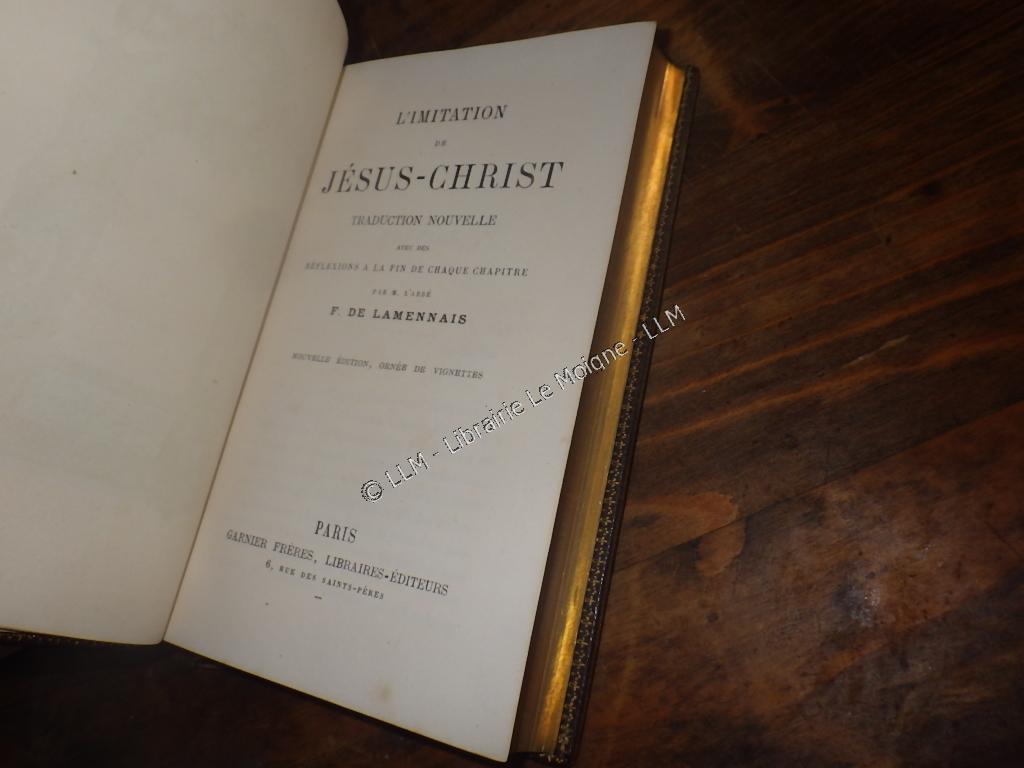 L'IMITATION
DE
JÉSUS-CHRIST
TRADUCTION NOUVELLE
AVEC DES
RÉFLEXIONS A LA FIN DE CHAQUE CHAPITRE
PAR M. L'ABBÉ
F. DE LAMENNAIS
NOUVELLE ÉDITION, ORNÉE DE VIGNETTES
© LLM - Librairie Le Moigne - LLM
PARIS
GARNIER FRÈRES, LIBRAIRES-ÉDITEURS
6, RUE DES SAINTS-PÈRES